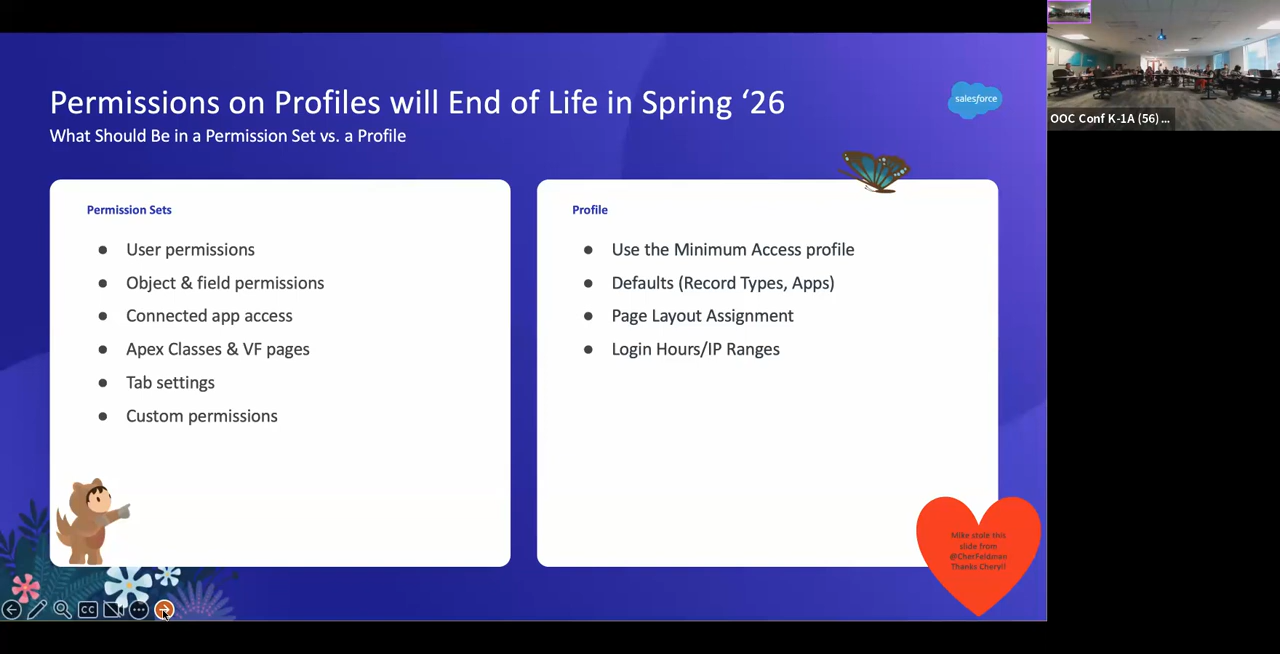 Permissions on Profiles will End of Life in Spring ‘26
What Should Be in a Permission Set vs. a Profile
salesforce
Permission Sets
● User permissions
● Object & field permissions
● Connected app access
● Apex Classes & VF pages
● Tab settings
● Custom permissions
Profile
● Use the Minimum Access profile
● Defaults (Record Types, Apps)
● Page Layout Assignment
● Login Hours/IP Ranges
Mike stole this
slide from
@CherFeldman
Thanks Cheryl!
CC
OOC Conf K-1A (56) ...